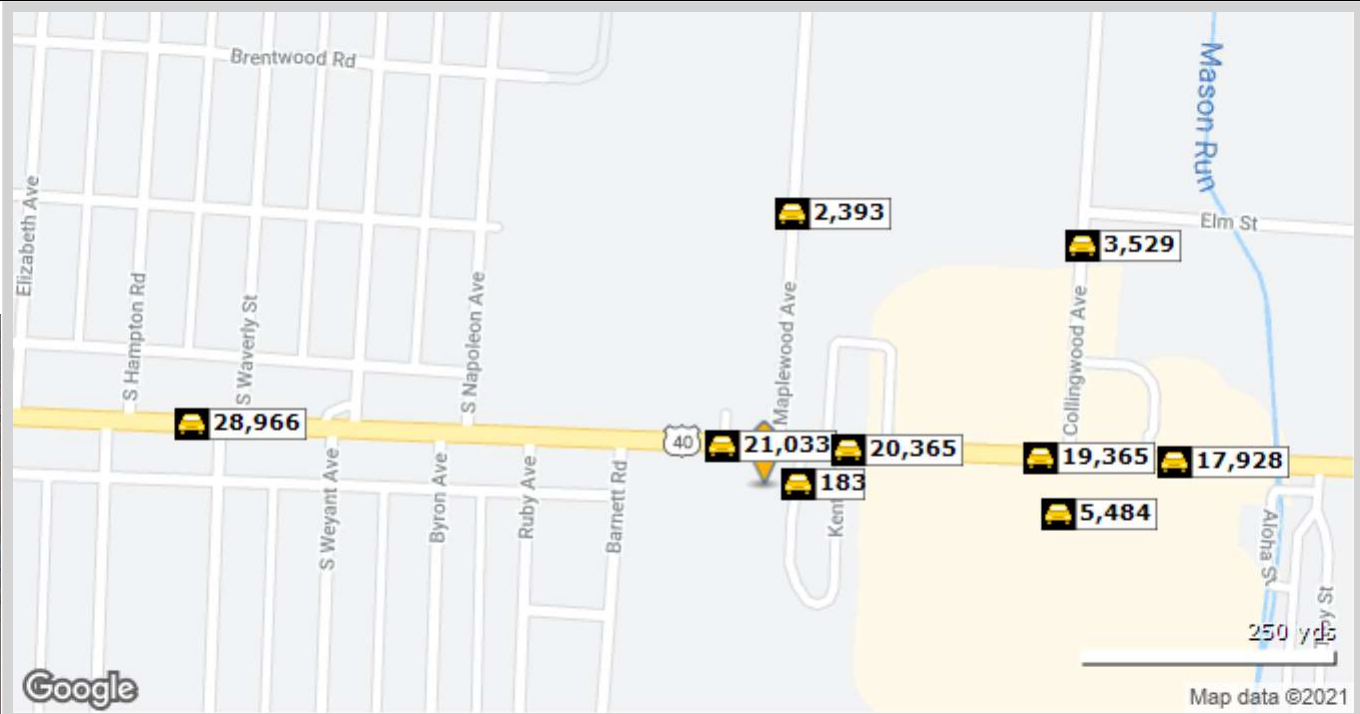 Brentwood Rd
Mason Run
Elizabeth Ave
2,393
Elm St
3,529
S Hampton Rd
S Waverly St
S Napoleon Ave
Maplewood Ave
Collingwood Ave
28,966
40
21,033
20,365
19,365
17,928
183
5,484
S Weyant Ave
Byron Ave
Ruby Ave
Barnett Rd
Kent
Aloha St
250 yds
Google
Map data ©2021